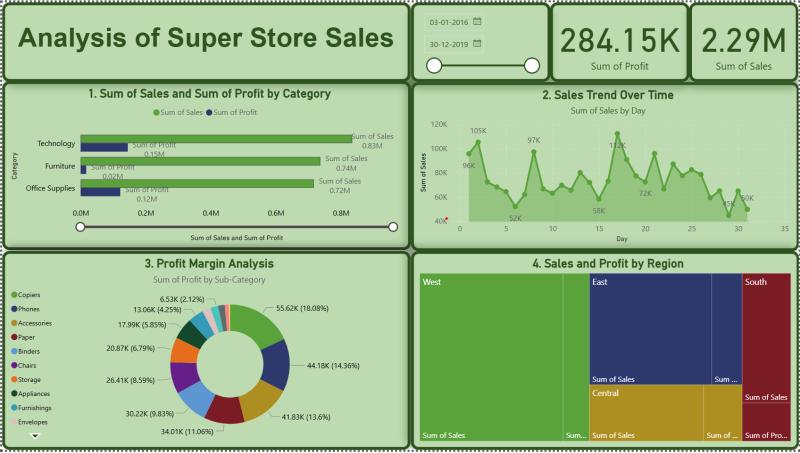 Analysis of Super Store Sales
03-01-2016
30-12-2019
284.15K
Sum of Profit
2.29M
Sum of Sales
1. Sum of Sales and Sum of Profit by Category
Sum of Sales Sum of Profit
Category
Technology
Furniture
Office Supplies
Sum of Sales
0.83M
Sum of Profit
0.15M
Sum of Sales
0.74M
Sum of Profit
0.02M
Sum of Sales
0.72M
Sum of Profit
0.12M
0.0M 0.2M 0.4M 0.6M 0.8M
Sum of Sales and Sum of Profit
2. Sales Trend Over Time
Sum of Sales by Day
Sum of Sales
120K
100K
80K
60K
40K
96K
105K
52K
97K
58K
112K
72K
45K
50K
0 5 10 15 20 25 30 35
Day
3. Profit Margin Analysis
Sum of Profit by Sub-Category
Copiers
Phones
Accessories
Paper
Binders
Chairs
Storage
Appliances
Furnishings
Envelopes
55.62K (18.08%)
44.18K (14.36%)
41.83K (13.6%)
34.01K (11.06%)
30.22K (9.83%)
26.41K (8.59%)
20.87K (6.79%)
17.99K (5.85%)
13.06K (4.25%)
6.53K (2.12%)
4. Sales and Profit by Region
West
Sum of Sales
Sum...
East
Sum of Sales
Sum ...
Central
Sum of Sales
Sum of ...
South
Sum of Sales
Sum of Pro...